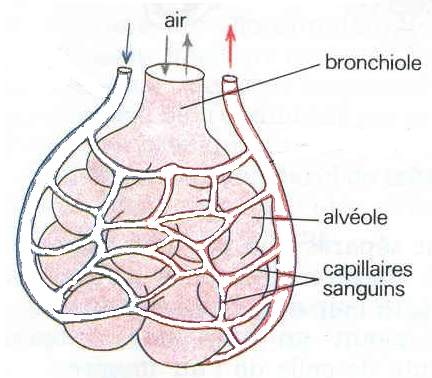 air
bronchiole
alvéole
capillaires
sanguins